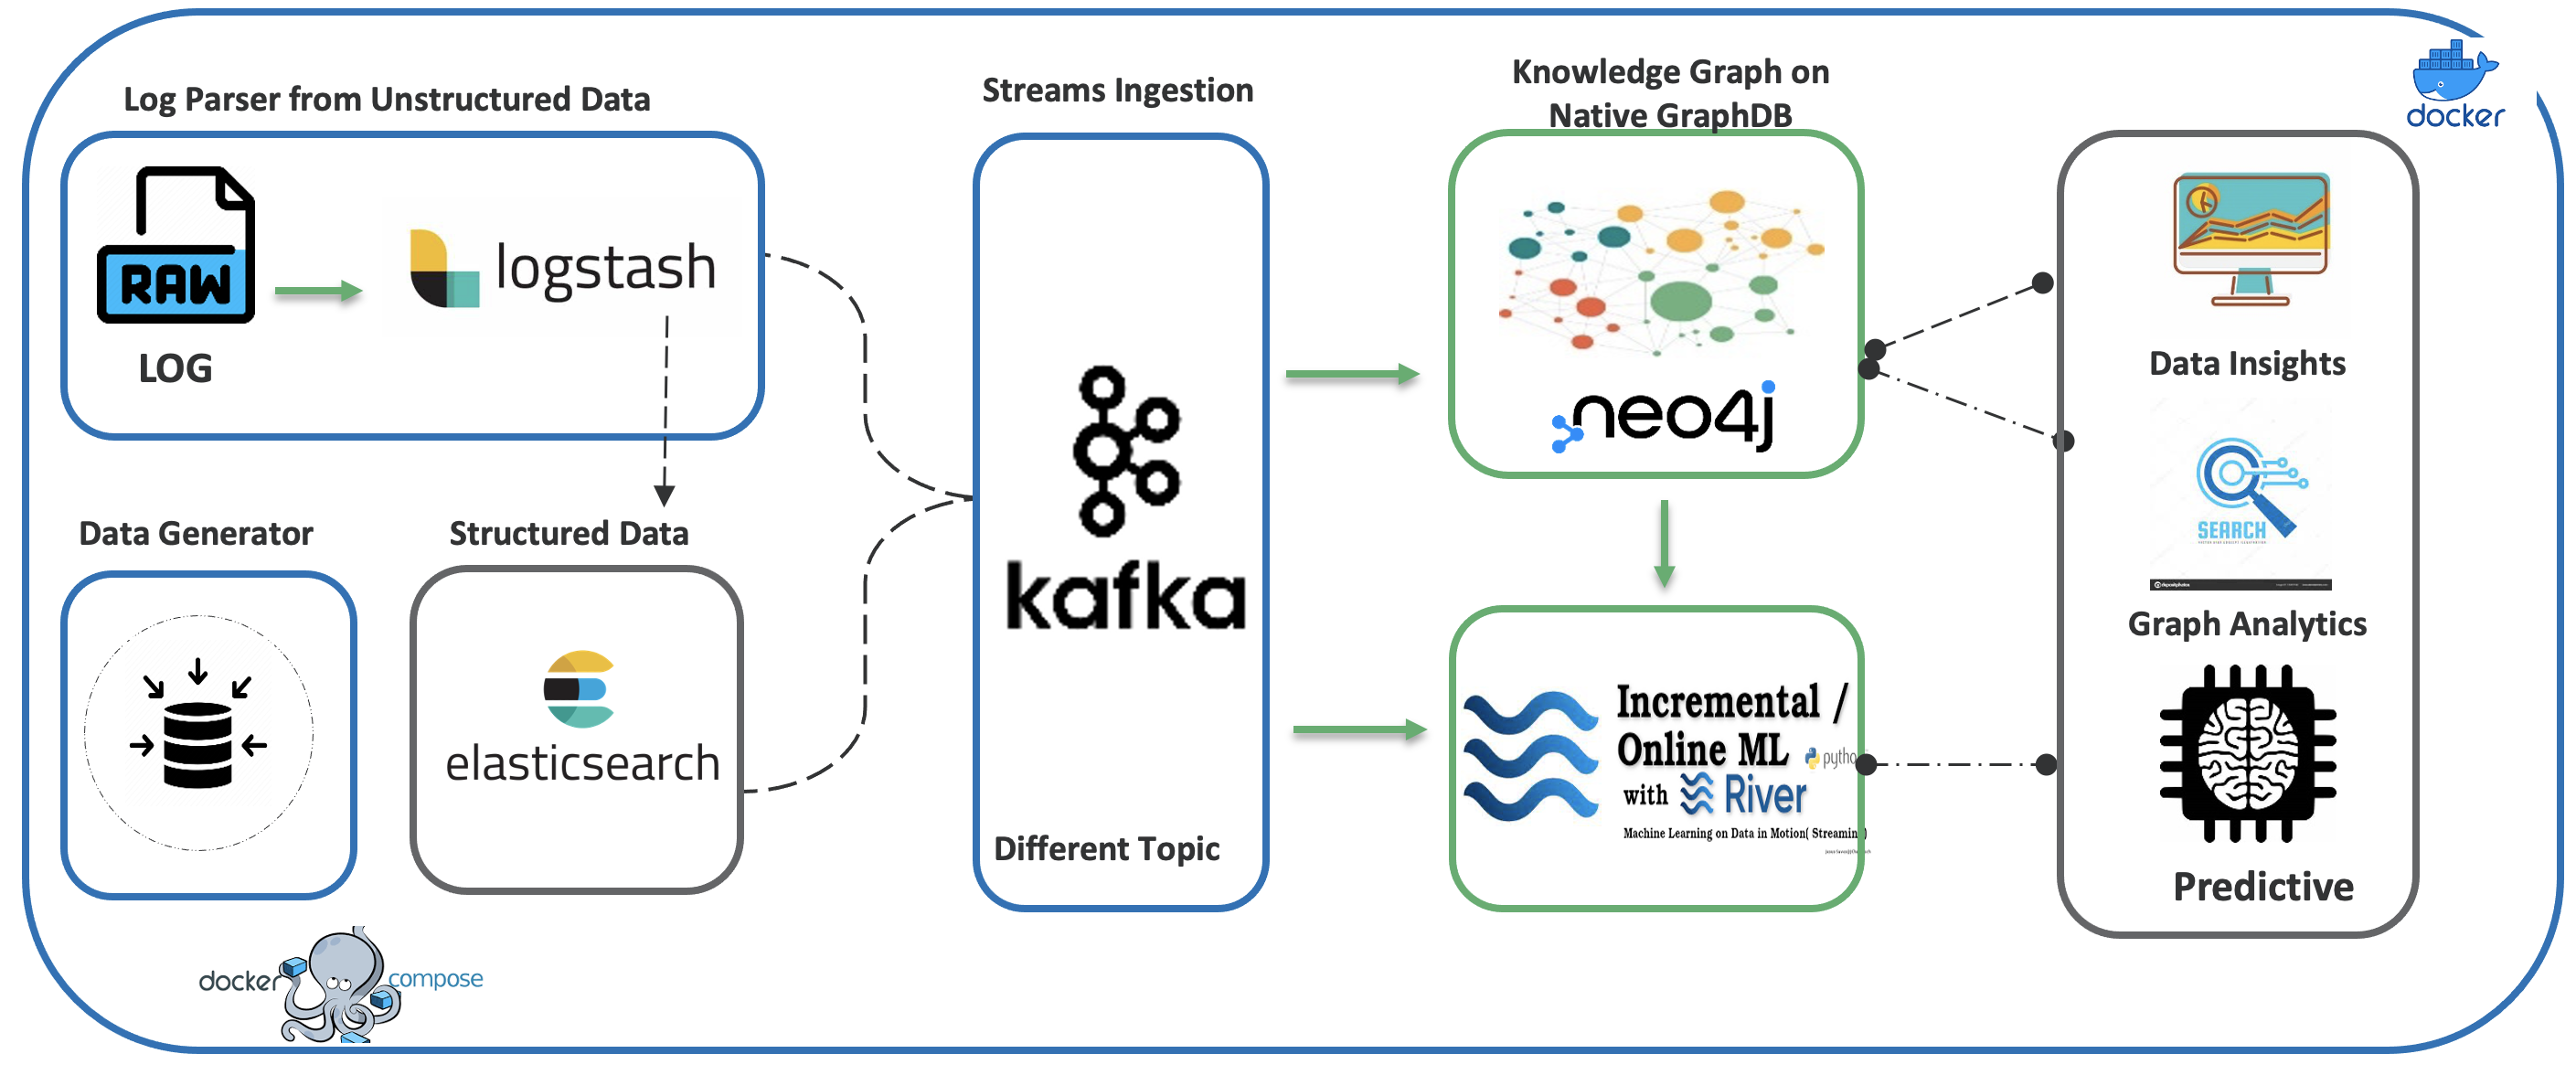 Log Parser from Unstructured Data
RAW
LOG
logstash
Data Generator
Structured Data
elasticsearch
docker compose
Streams Ingestion
kafka
Different Topic
Knowledge Graph on
Native GraphDB
neo4j
Incremental /
Online ML
with River
Machine Learning on Data in Motion( Streamin )
docker
Data Insights
SEARCH
Graph Analytics
Predictive